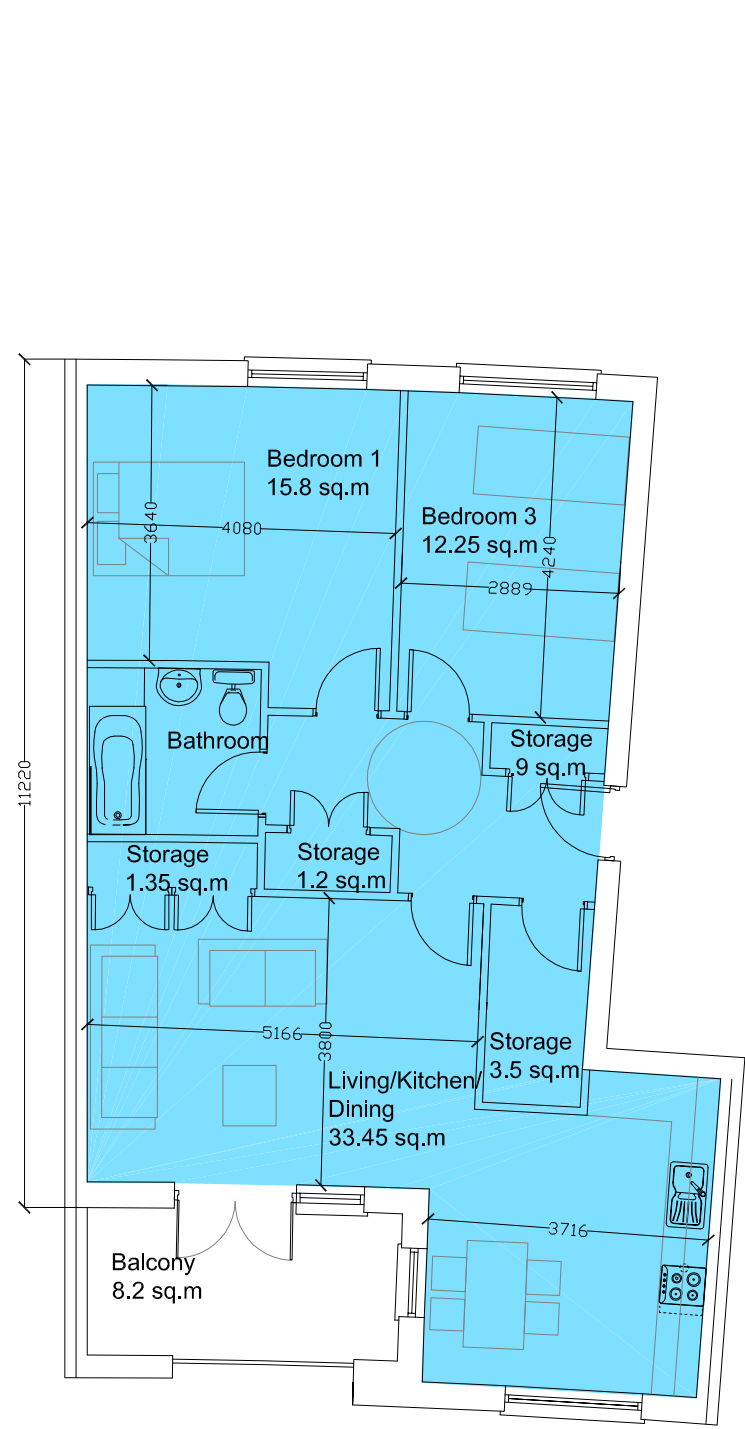 Bedroom 1
15.8 sq.m
3640
4080
Bedroom 3
12.25 sq.m
4240
2889
11220
Bathroom
Storage
.9 sq.m
Storage
1.35 sq.m
Storage
1.2 sq.m
5166
3800
Storage
3.5 sq.m
Living/Kitchen/
Dining
33.45 sq.m
3716
Balcony
8.2 sq.m